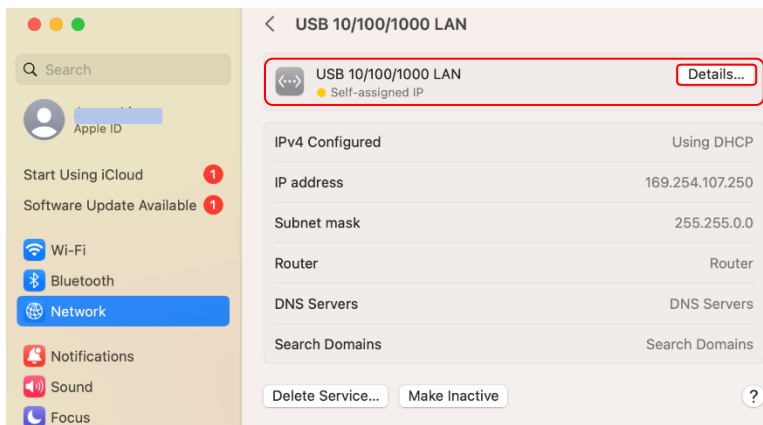 USB 10/100/1000 LAN
Search
Apple ID
Start Using iCloud 1
Software Update Available 1
Wi-Fi
Bluetooth
Network
Notifications
Sound
Focus
USB 10/100/1000 LAN Details...
Self-assigned IP
IPv4 Configured Using DHCP
IP address 169.254.107.250
Subnet mask 255.255.0.0
Router Router
DNS Servers DNS Servers
Search Domains Search Domains
Delete Service... Make Inactive ?